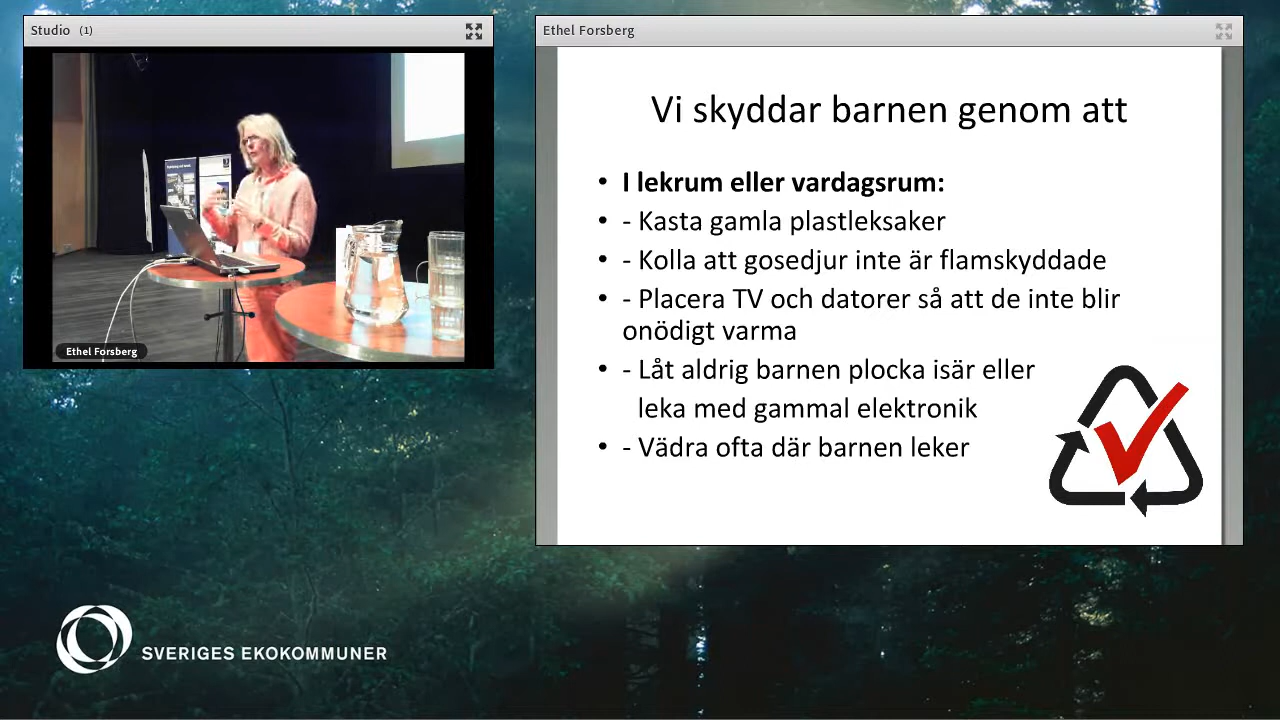 Studio (1)
Ethel Forsberg
Ethel Forsberg
Vi skyddar barnen genom att
• I lekrum eller vardagsrum:
• - Kasta gamla plastleksaker
• - Kolla att gosedjur inte är flamskyddade
• - Placera TV och datorer så att de inte blir
onödigt varma
• - Låt aldrig barnen plocka isär eller
leka med gammal elektronik
• - Vädra ofta där barnen leker
SVERIGES EKOKOMMUNER